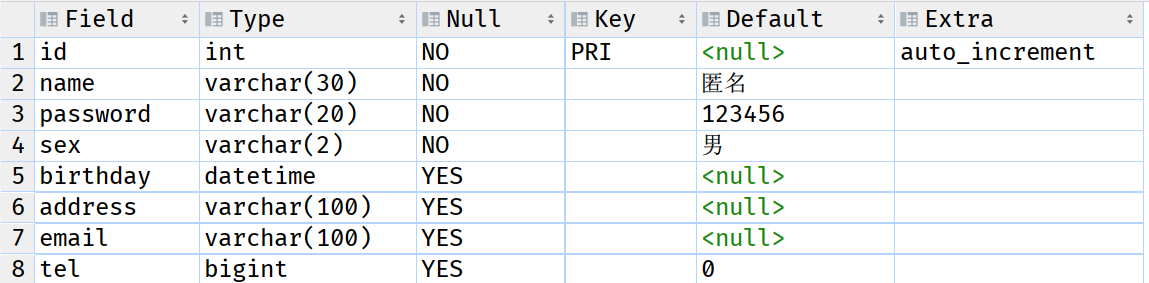 Field Type Null Key Default Extra
1 id int NO PRI <null> auto_increment
2 name varchar(30) NO 匿名
3 password varchar(20) NO 123456
4 sex varchar(2) NO 男
5 birthday datetime YES <null>
6 address varchar(100) YES <null>
7 email varchar(100) YES <null>
8 tel bigint YES 0